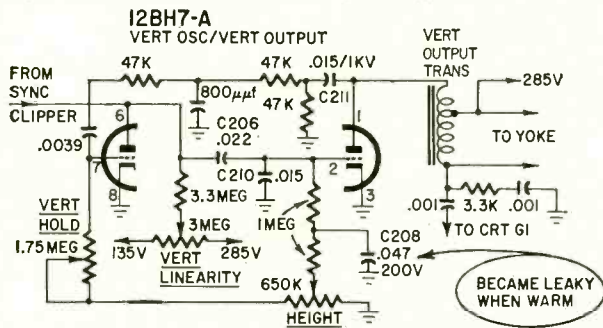 12BH7-A
VERT OSC/VERT OUTPUT
VERT
OUTPUT
TRANS
FROM
SYNC
CLIPPER
47K
47K
.015/1KV
C211
285V
800µµf
47K
TO YOKE
6
7
8
.0039
C206
.022
C210
.015
1
2
3
3.3MEG
1MEG
.001
3.3K
.001
TO CRT G1
VERT
HOLD
1.75MEG
3MEG
135V
285V
VERT
LINEARITY
C208
.047
200V
650K
HEIGHT
BECAME LEAKY
WHEN WARM